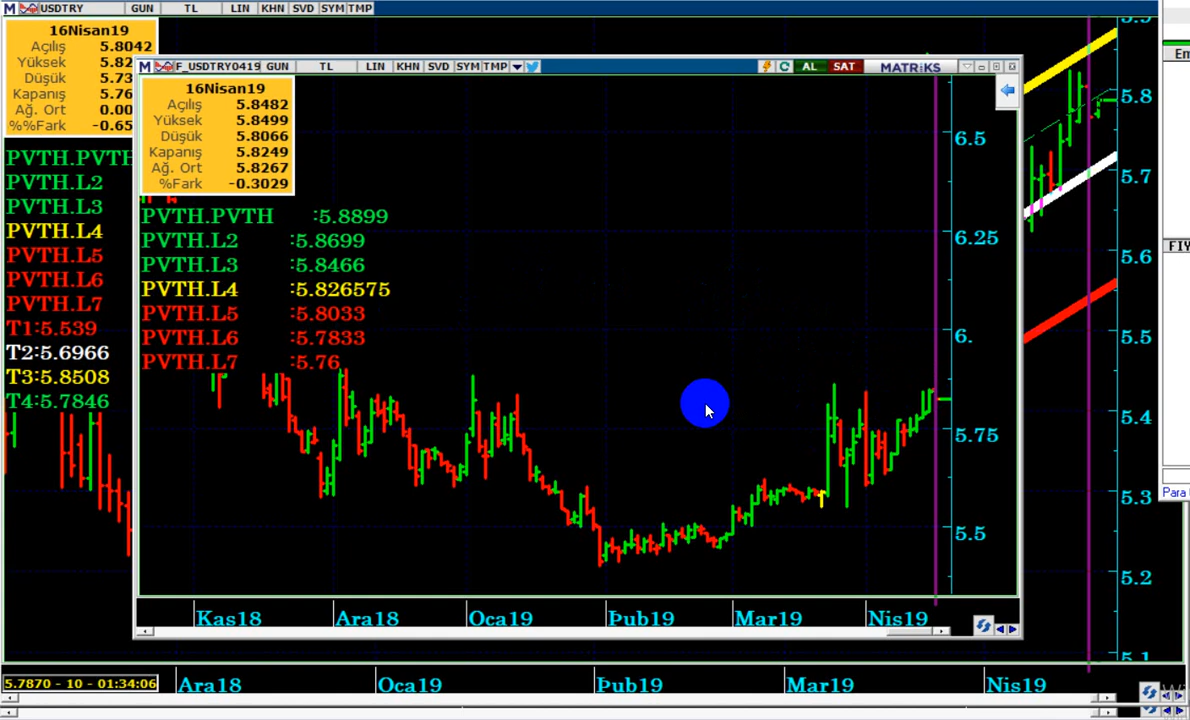 M USDTRY GUN TL LIN KHN SVD SYM TMP
16Nisan19
Açılış 5.8042
Yüksek 5.82
Düşük 5.73
Kapanış 5.76
Ağ. Ort 0.00
%%Fark -0.65
PVTH.PVTH
PVTH.L2
PVTH.L3
PVTH.L4
PVTH.L5
PVTH.L6
PVTH.L7
T1:5.539
T2:5.6966
T3:5.8508
T4:5.7846
M F_USDTRY0419 GUN TL LIN KHN SVD SYM TMP AL SAT MATRiKS
16Nisan19
Açılış 5.8482
Yüksek 5.8499
Düşük 5.8066
Kapanış 5.8249
Ağ. Ort 5.8267
%Fark -0.3029
PVTH.PVTH :5.8899
PVTH.L2 :5.8699
PVTH.L3 :5.8466
PVTH.L4 :5.826575
PVTH.L5 :5.8033
PVTH.L6 :5.7833
PVTH.L7 :5.76
6.5
6.25
6.
5.75
5.5
Kas18 Ara18 Oca19 Þub19 Mar19 Nis19
5.8
5.7
5.6
5.5
5.4
5.3
5.2
5.1
Em
FIY
Para
5.7870 - 10 - 01:34:06
Ara18 Oca19 Þub19 Mar19 Nis19